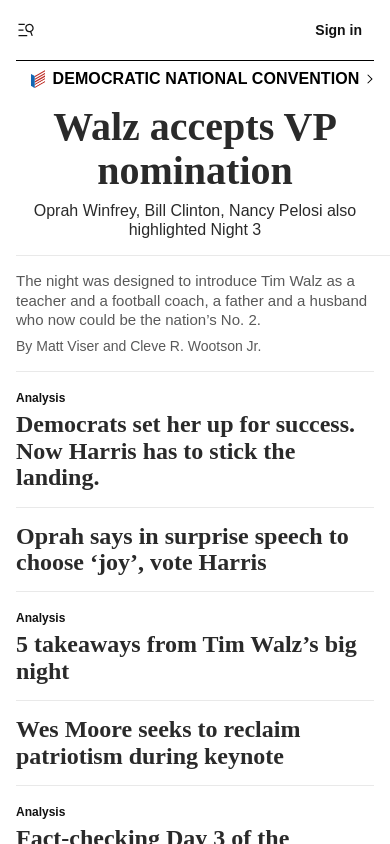 Sign in
DEMOCRATIC NATIONAL CONVENTION
Walz accepts VP
nomination
Oprah Winfrey, Bill Clinton, Nancy Pelosi also
highlighted Night 3
The night was designed to introduce Tim Walz as a
teacher and a football coach, a father and a husband
who now could be the nation’s No. 2.
By Matt Viser and Cleve R. Wootson Jr.
Analysis
Democrats set her up for success.
Now Harris has to stick the
landing.
Oprah says in surprise speech to
choose ‘joy’, vote Harris
Analysis
5 takeaways from Tim Walz’s big
night
Wes Moore seeks to reclaim
patriotism during keynote
Analysis
Fact-checking Day 3 of the